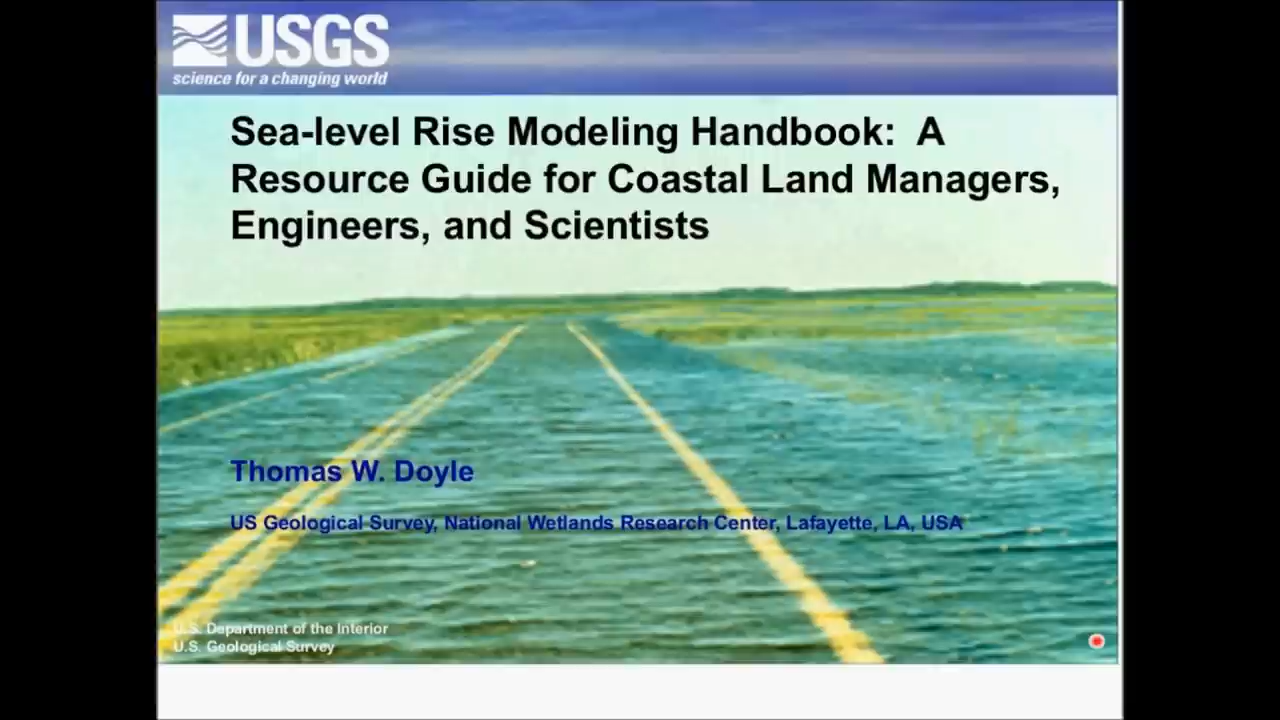 USGS
science for a changing world
Sea-level Rise Modeling Handbook: A
Resource Guide for Coastal Land Managers,
Engineers, and Scientists
Thomas W. Doyle
US Geological Survey, National Wetlands Research Center, Lafayette, LA, USA
U.S. Department of the Interior
U.S. Geological Survey